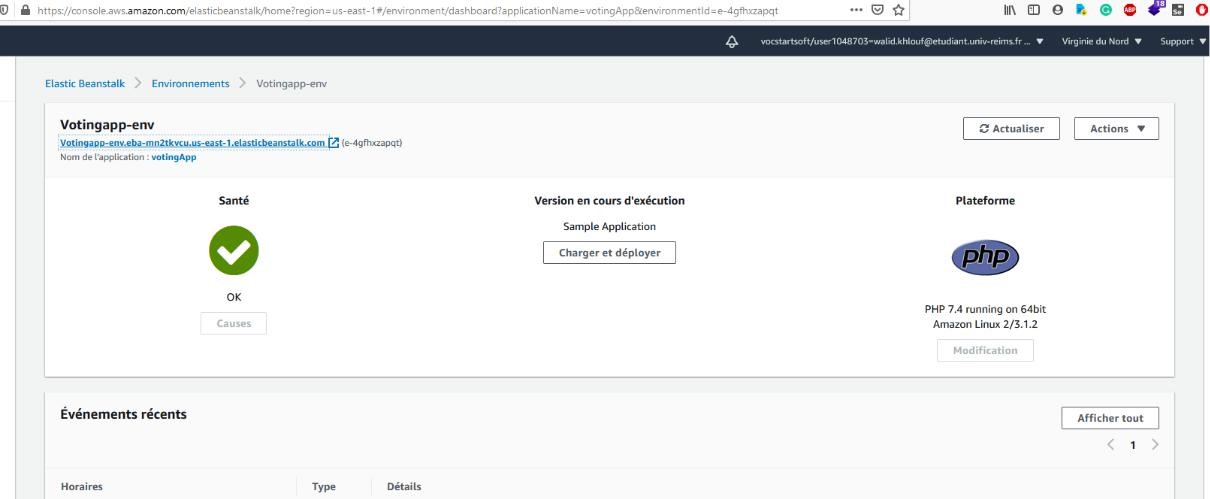 https://console.aws.amazon.com/elasticbeanstalk/home?region=us-east-1#/environment/dashboard?applicationName=votingApp&environmentId=e-4gfhxzapqt
ABP
18
Se
vocstartsoft/user1048703=walid.khlouf@etudiant.univ-reims.fr ... ▼ Virginie du Nord ▼ Support ▼
Elastic Beanstalk > Environnements > Votingapp-env
Votingapp-env
Actualiser
Actions ▼
Votingapp-env.eba-mn2tkvcu.us-east-1.elasticbeanstalk.com (e-4gfhxzapqt)
Nom de l'application : votingApp
Santé
Version en cours d'exécution
Plateforme
Sample Application
Charger et déployer
php
OK
Causes
PHP 7.4 running on 64bit
Amazon Linux 2/3.1.2
Modification
Événements récents
Afficher tout
< 1 >
Horaires
Type
Détails